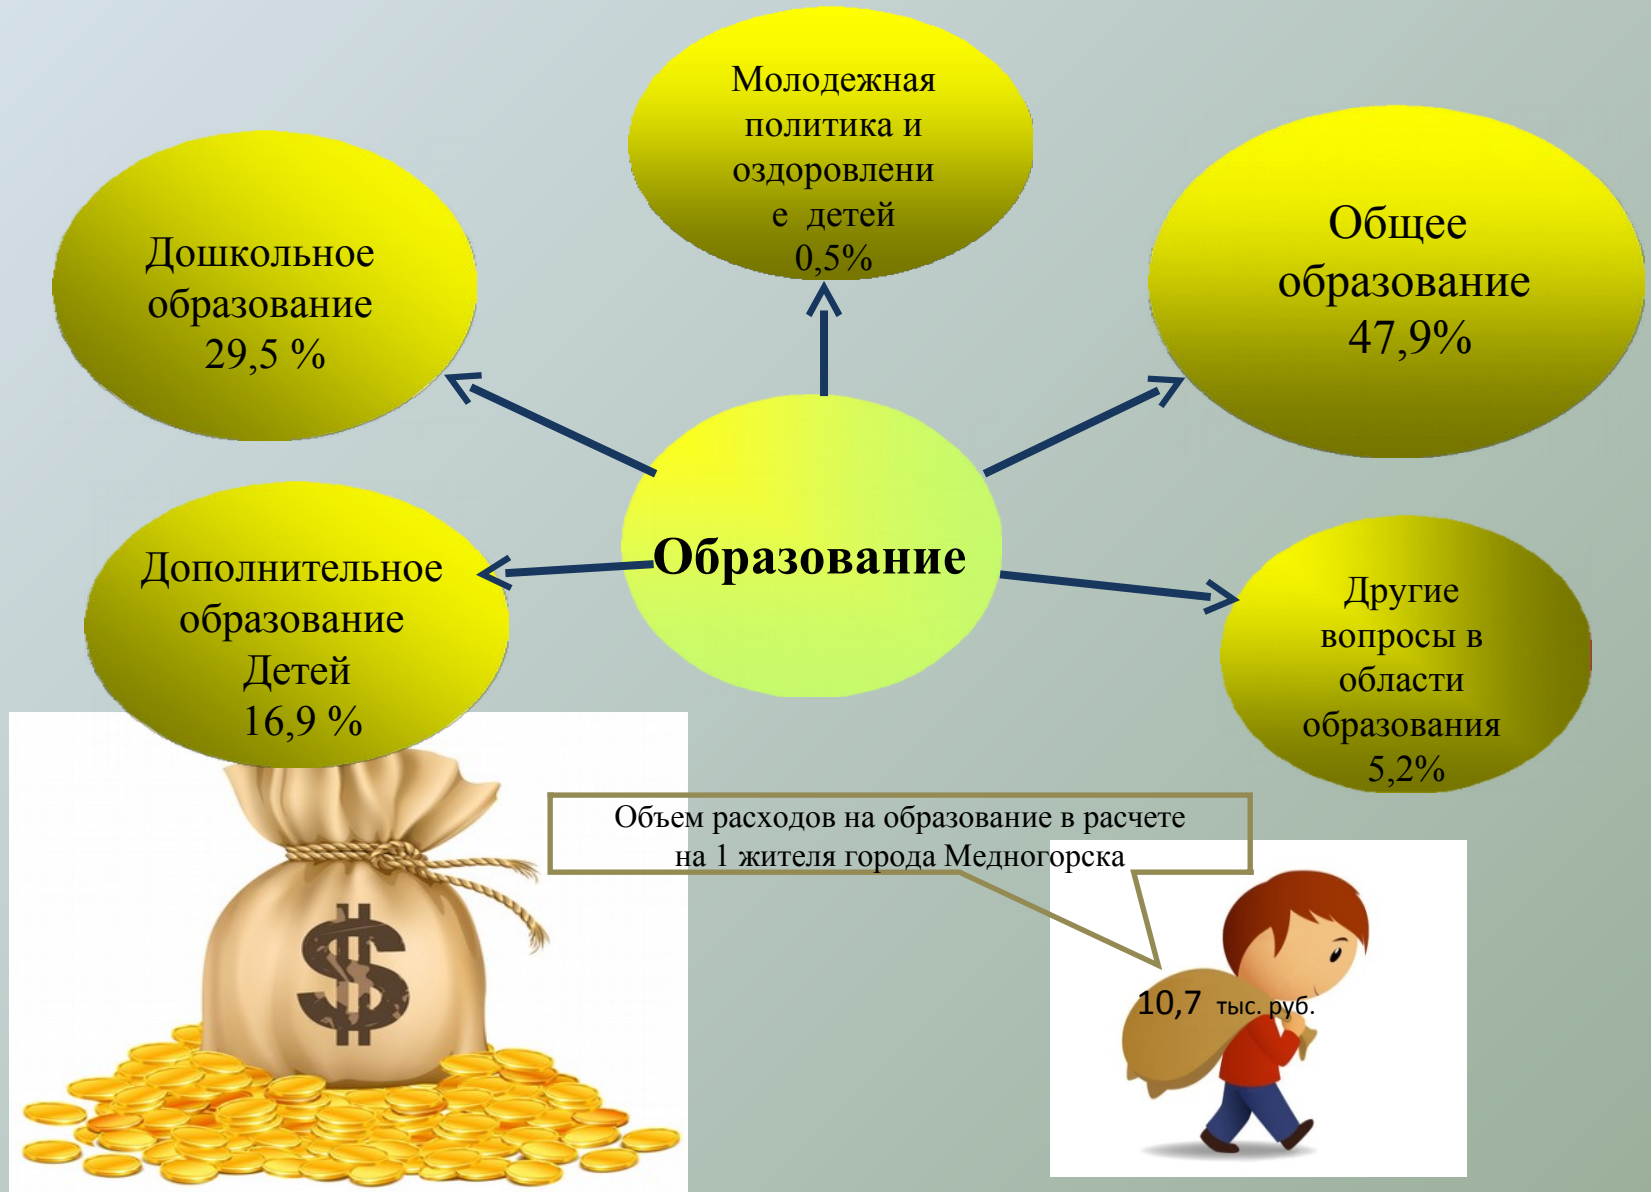 Молодежная
политика и
оздоровлени
е детей
0,5%
Дошкольное
образование
29,5 %
Общее
образование
47,9%
Образование
Дополнительное
образование
Детей
16,9 %
Другие
вопросы в
области
образования
5,2%
Объем расходов на образование в расчете
на 1 жителя города Медногорска
$
10,7 тыс. руб.